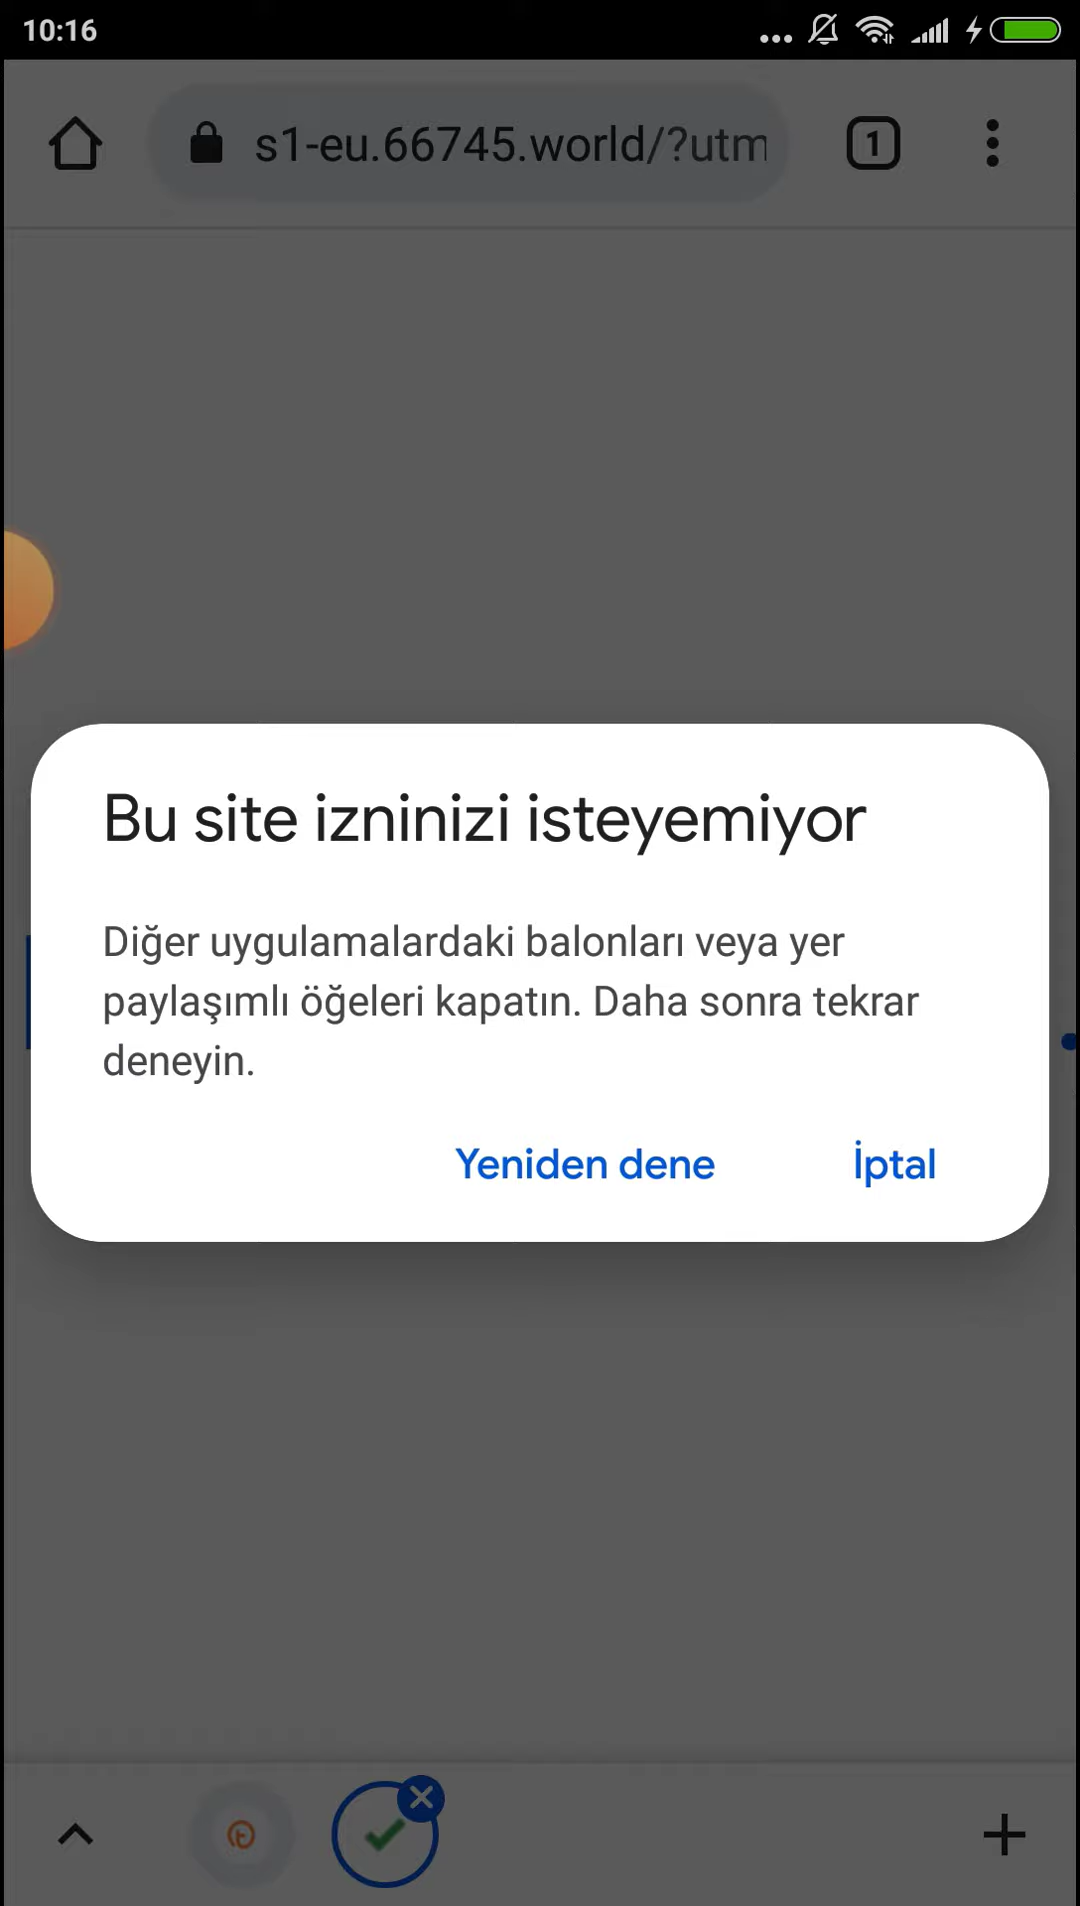 10:16
s1-eu.66745.world/?utm
1
Bu site izninizi isteyemiyor
Diğer uygulamalardaki balonları veya yer
paylaşımlı öğeleri kapatın. Daha sonra tekrar
deneyin.
Yeniden dene
İptal